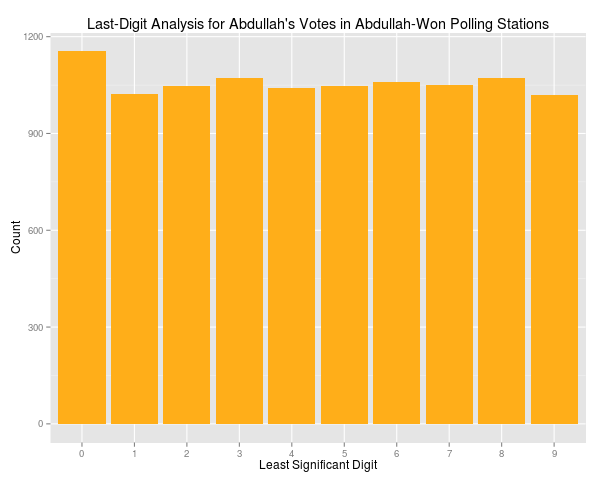 Last-Digit Analysis for Abdullah's Votes in Abdullah-Won Polling Stations
1200
900
600
300
0
Count
0 1 2 3 4 5 6 7 8 9
Least Significant Digit